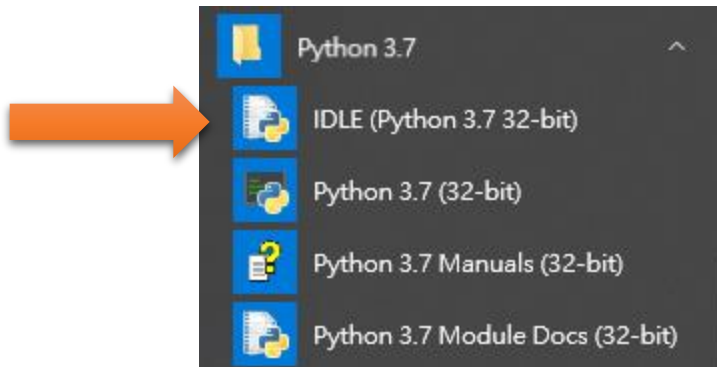 Python 3.7
IDLE (Python 3.7 32-bit)
Python 3.7 (32-bit)
Python 3.7 Manuals (32-bit)
Python 3.7 Module Docs (32-bit)